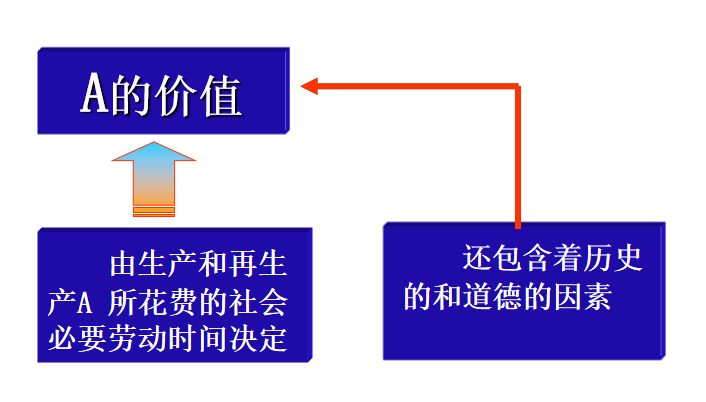 A的价值
由生产和再生
产A 所花费的社会
必要劳动时间决定
还包含着历史
的和道德的因素